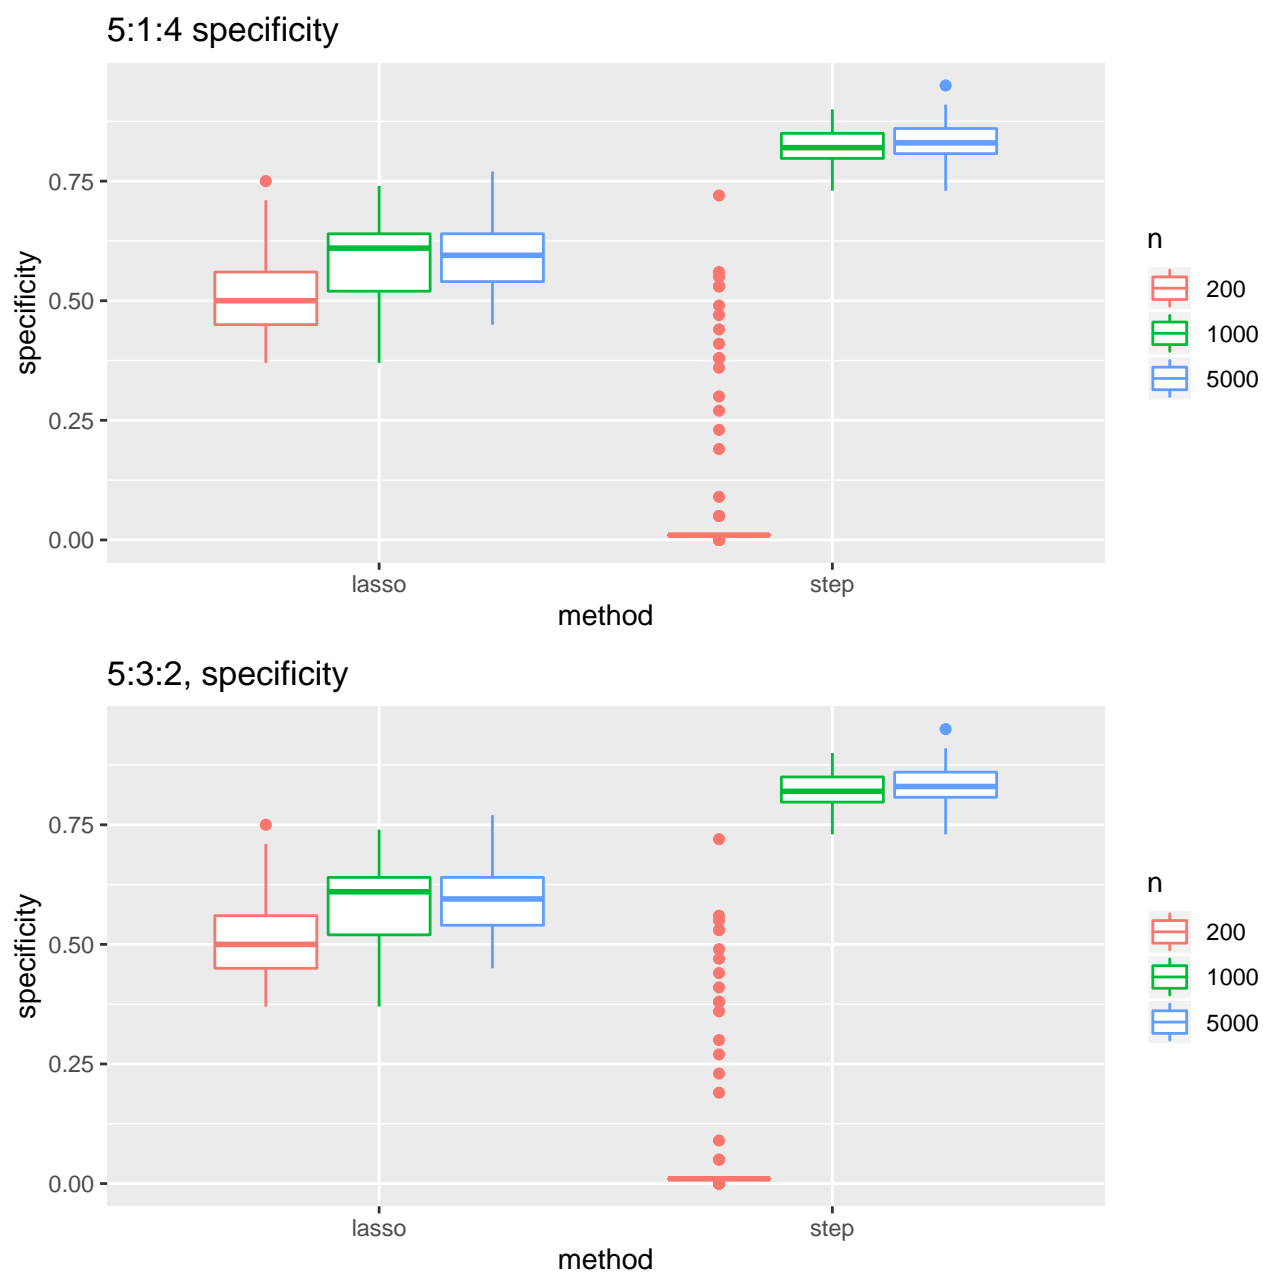 5:1:4 specificity
specificity
0.75
0.50
0.25
0.00
lasso step
method
n
200
1000
5000
5:3:2, specificity
specificity
0.75
0.50
0.25
0.00
lasso step
method
n
200
1000
5000